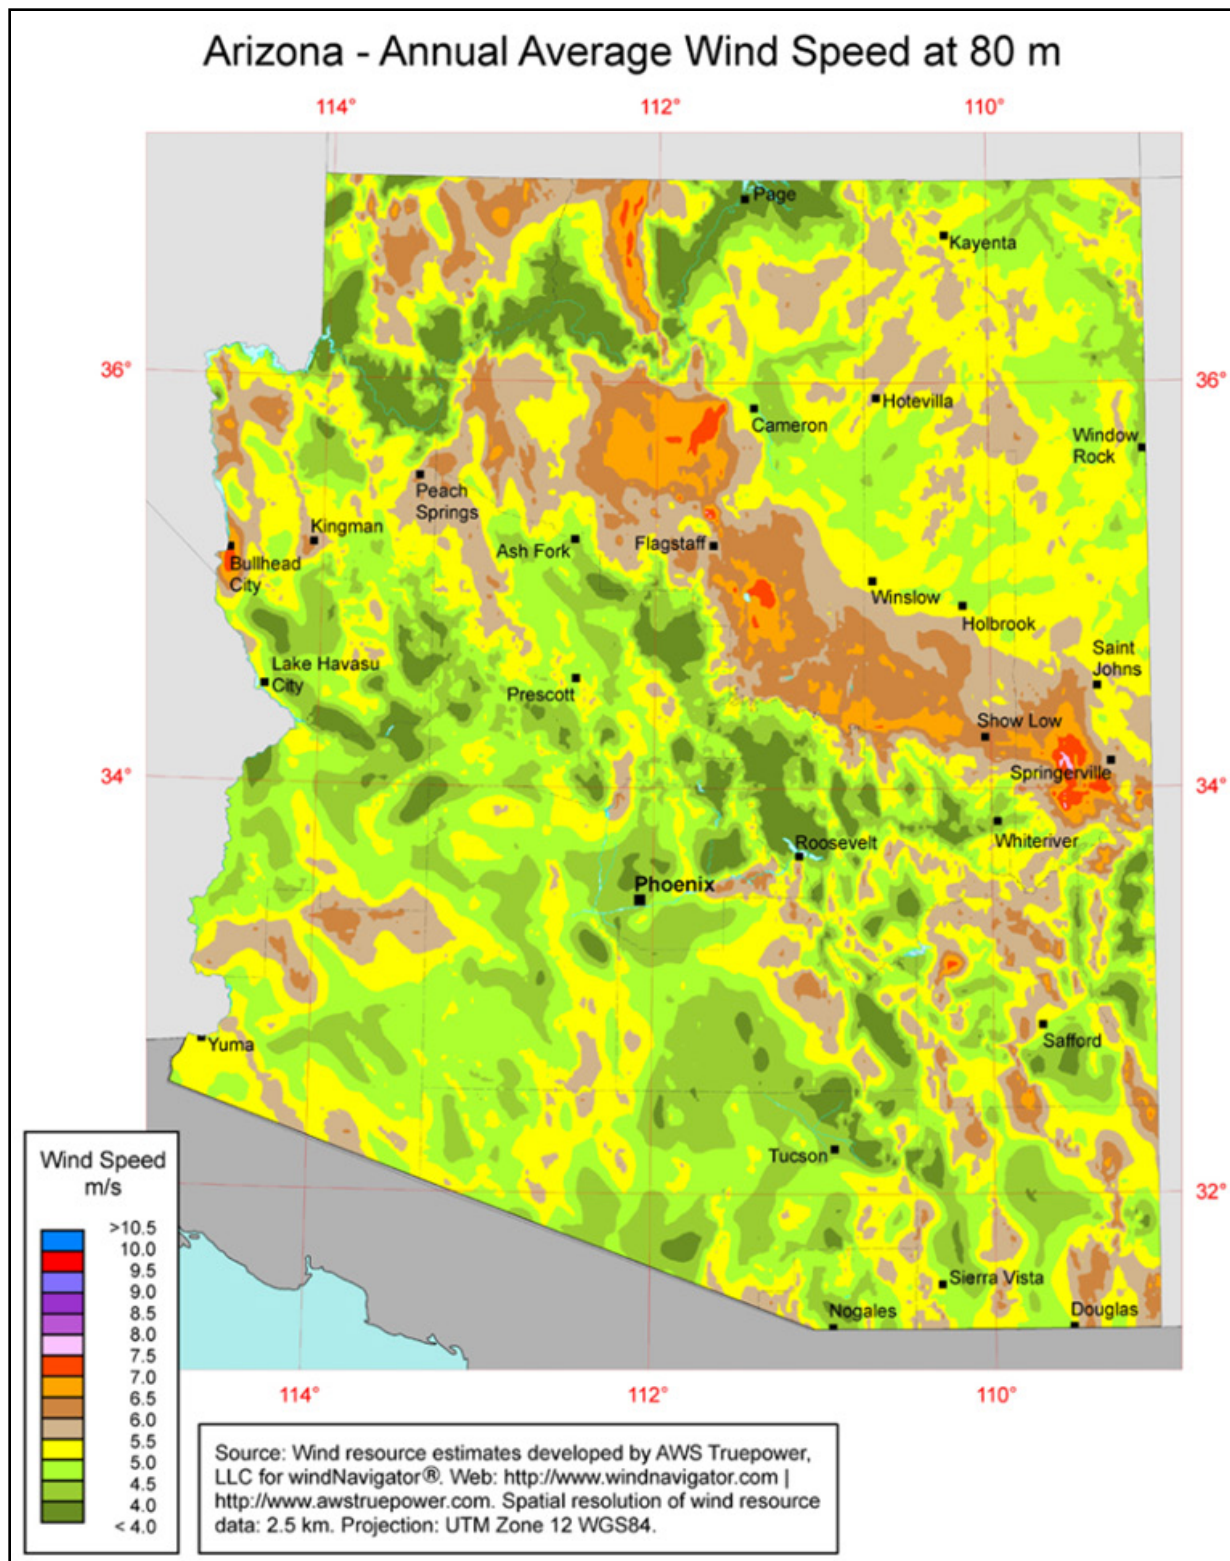 Arizona - Annual Average Wind Speed at 80 m
114°
112°
110°
Page
Kayenta
36°
36°
Hotevilla
Cameron
Window
Rock
Peach
Springs
Kingman
Ash Fork
Flagstaff
Bullhead
City
Winslow
Holbrook
Saint
Johns
Lake Havasu
City
Prescott
Show Low
34°
Springerville
34°
Whiteriver
Roosevelt
Phoenix
Yuma
Safford
Tucson
32°
Sierra Vista
Nogales
Douglas
Wind Speed
m/s
>10.5
10.0
9.5
9.0
8.5
8.0
7.5
7.0
6.5
6.0
5.5
5.0
4.5
4.0
< 4.0
114°
112°
110°
Source: Wind resource estimates developed by AWS Truepower,
LLC for windNavigator®. Web: http://www.windnavigator.com |
http://www.awstruepower.com. Spatial resolution of wind resource
data: 2.5 km. Projection: UTM Zone 12 WGS84.